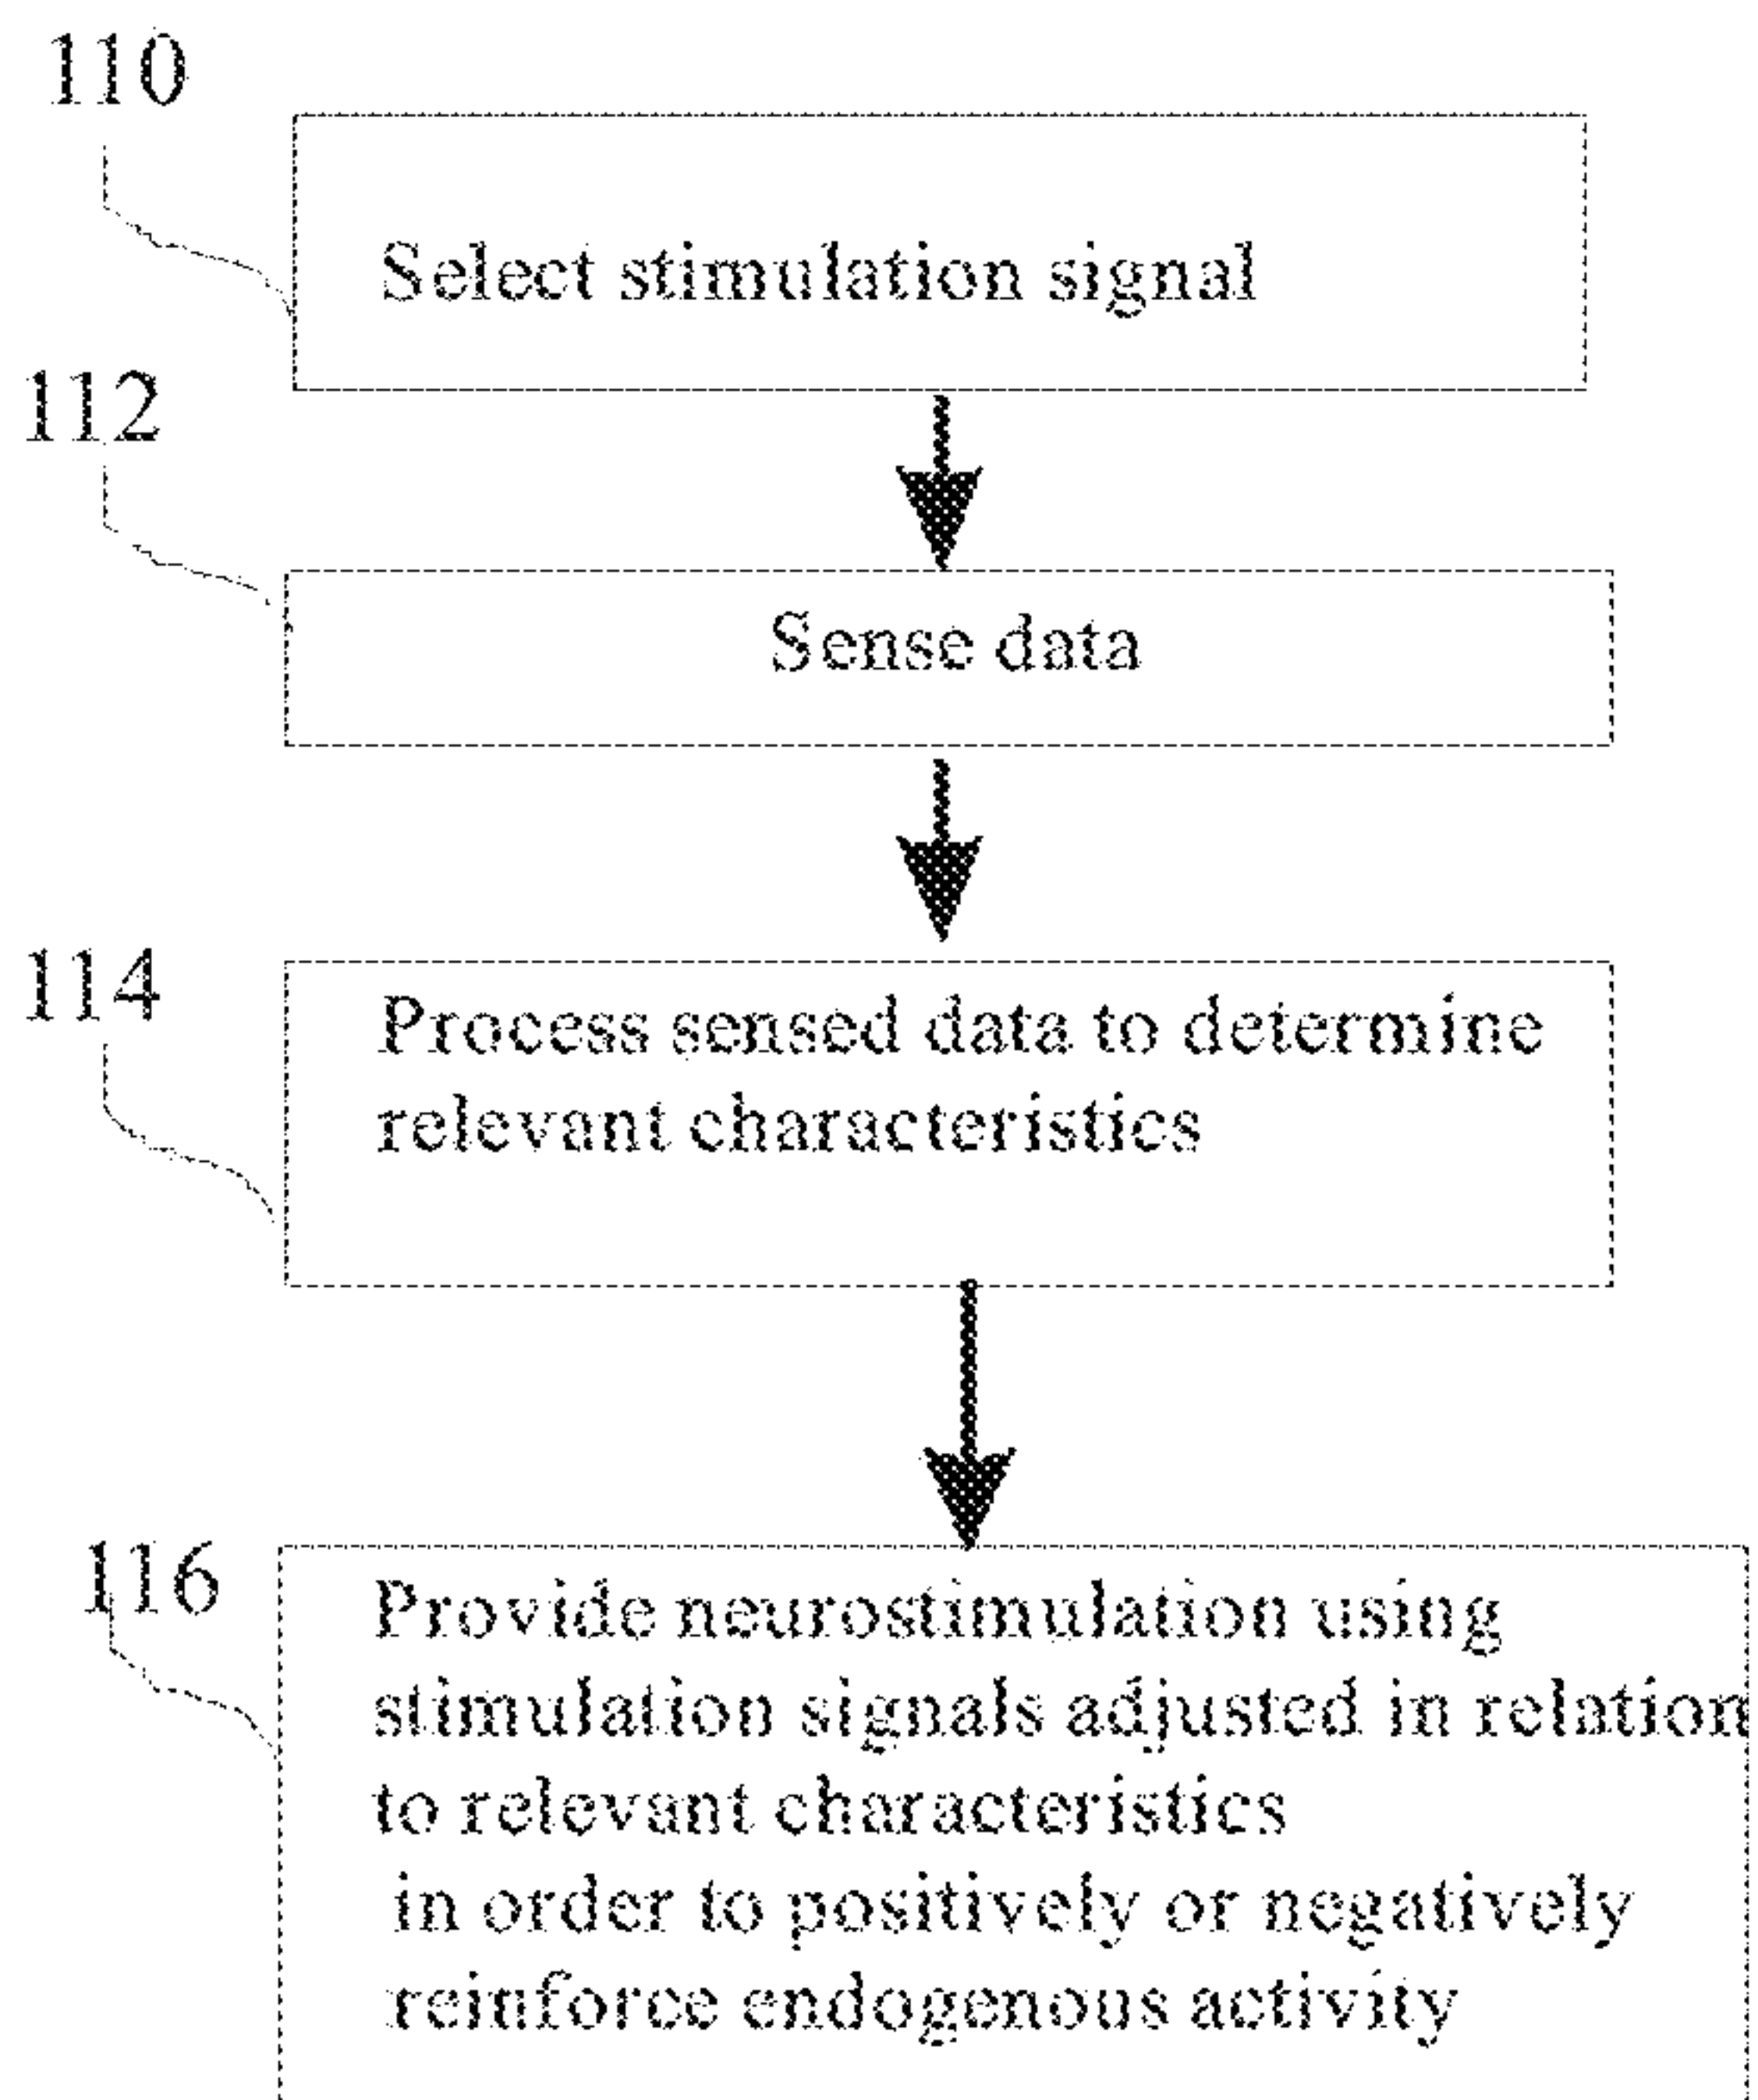 110
Select stimulation signal
112
Sense data
114
Process sensed data to determine
relevant characteristics
116
Provide neurostimulation using
stimulation signals adjusted in relation
to relevant characteristics
in order to positively or negatively
reinforce endogenous activity